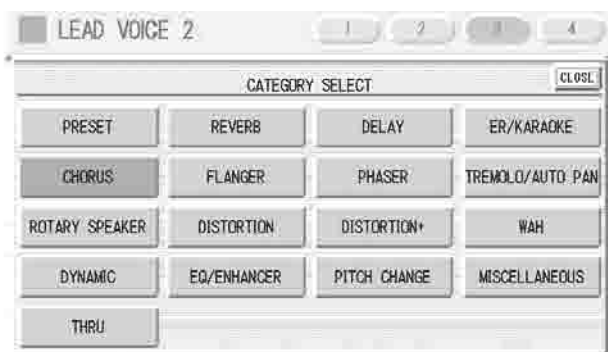 LEAD VOICE 2 1 2 3 4
CATEGORY SELECT CLOSE
PRESET REVERB DELAY ER/KARAOKE
CHORUS FLANGER PHASER TREMOLO/AUTO PAN
ROTARY SPEAKER DISTORTION DISTORTION+ WAH
DYNAMIC EQ/ENHANCER PITCH CHANGE MISCELLANEOUS
THRU